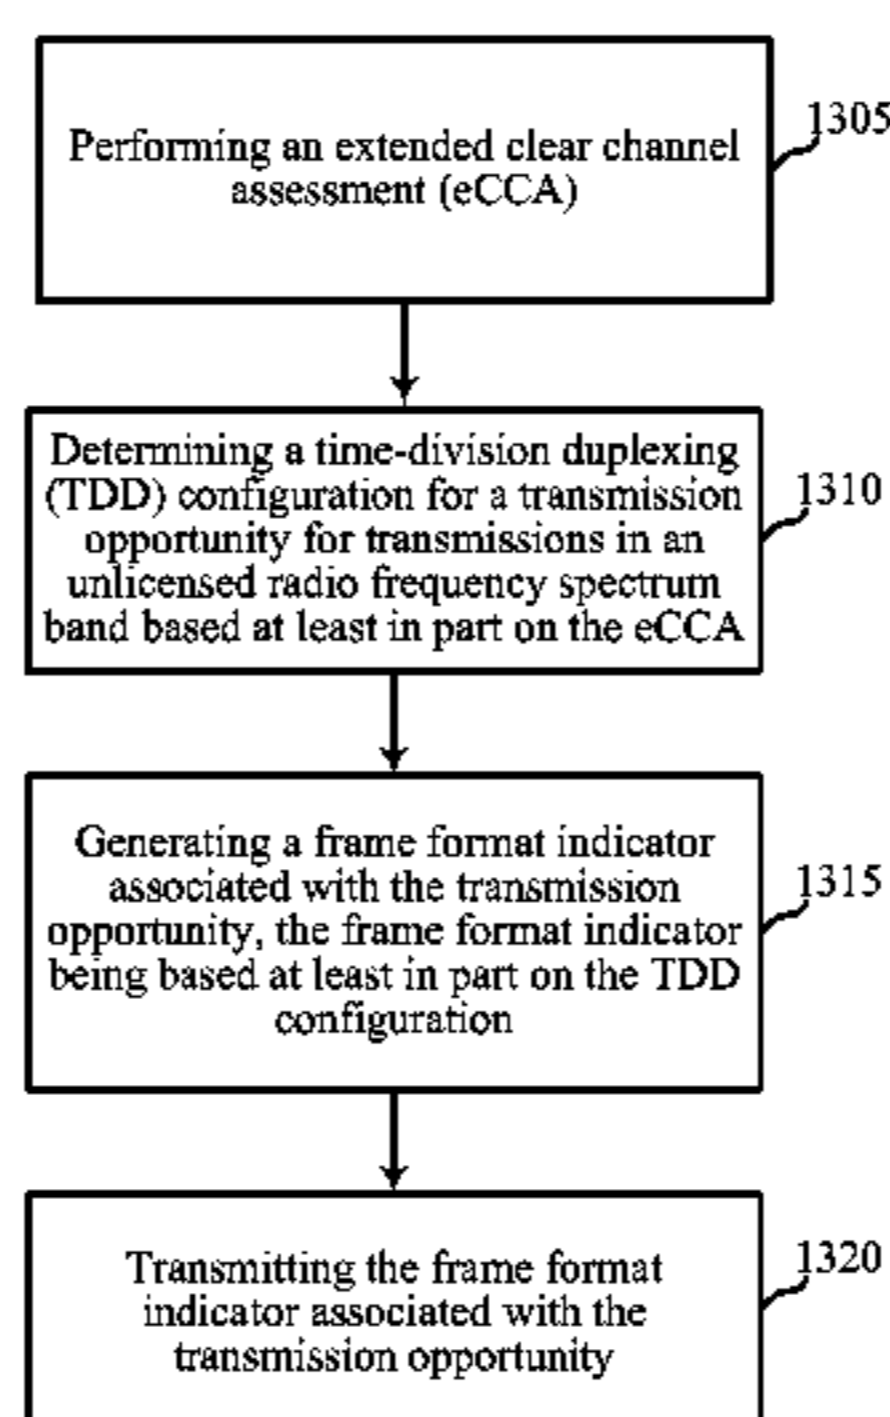 Performing an extended clear channel
assessment (eCCA)
1305
Determining a time-division duplexing
(TDD) configuration for a transmission
opportunity for transmissions in an
unlicensed radio frequency spectrum
band based at least in part on the eCCA
1310
Generating a frame format indicator
associated with the transmission
opportunity, the frame format indicator
being based at least in part on the TDD
configuration
1315
Transmitting the frame format
indicator associated with the
transmission opportunity
1320